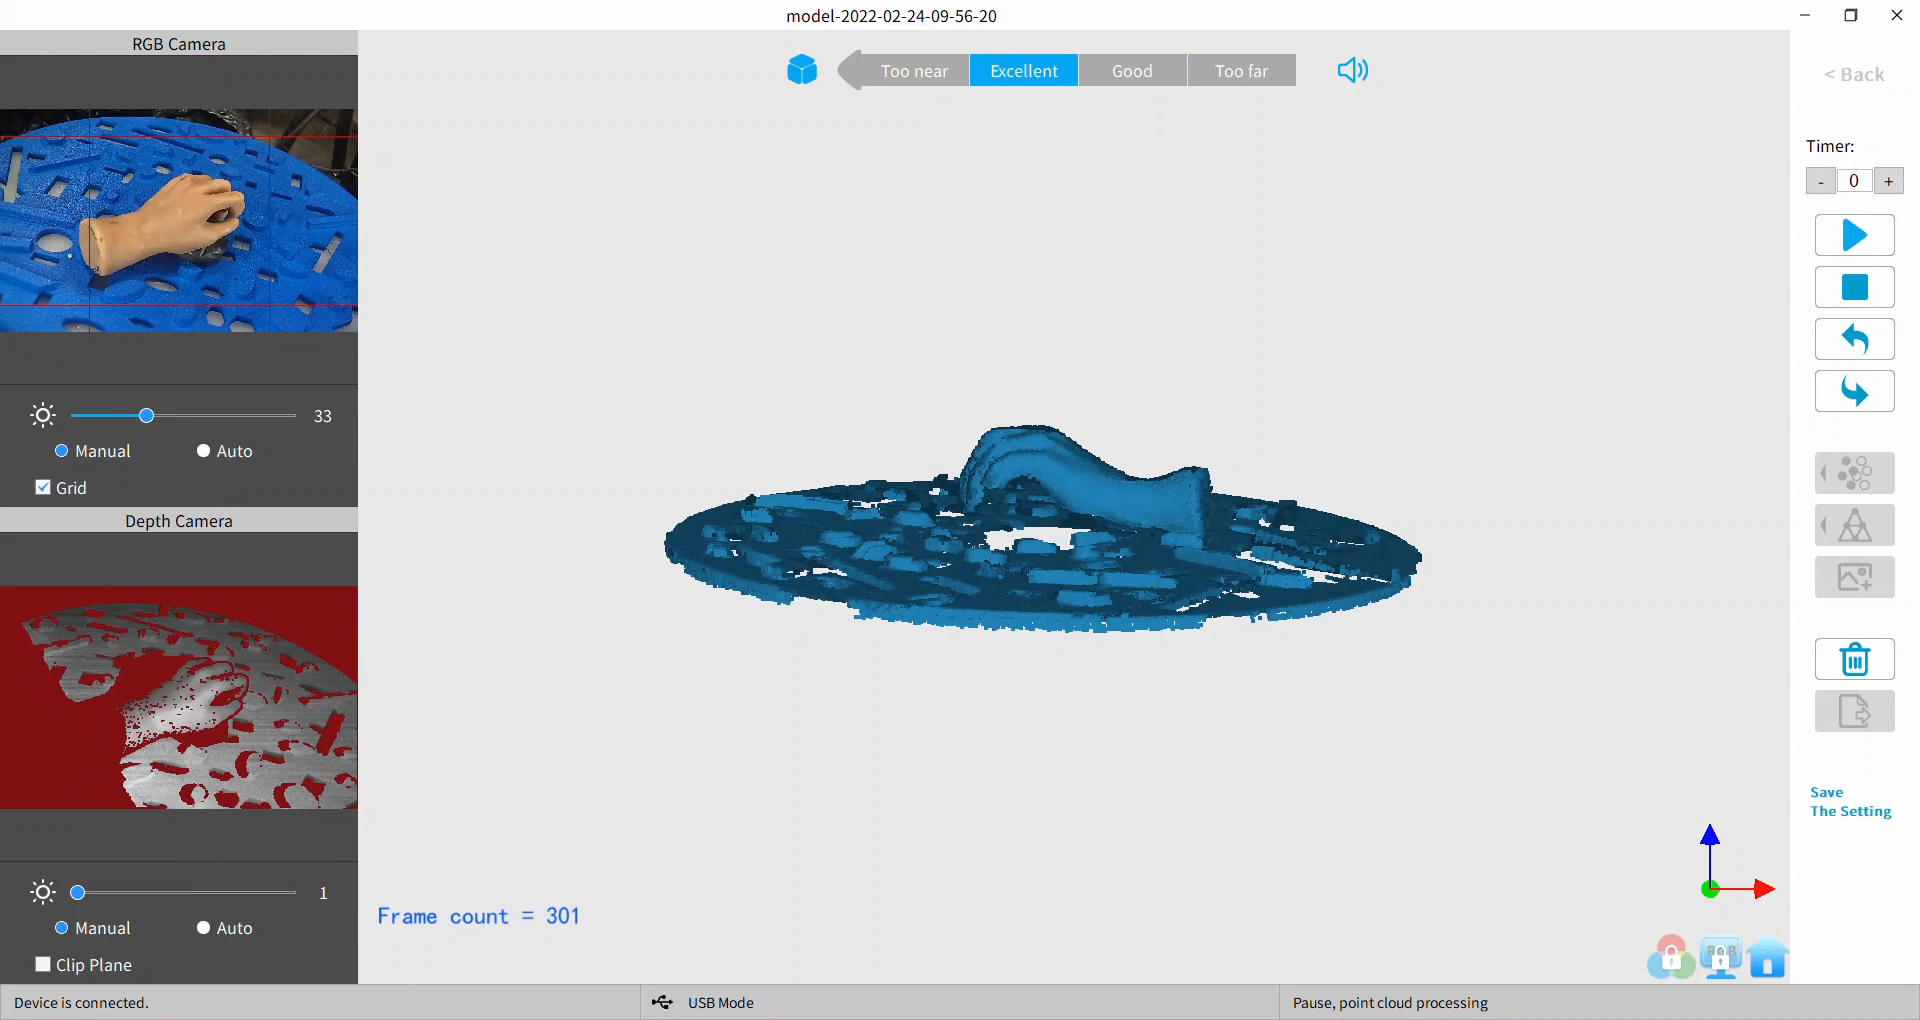 model-2022-02-24-09-56-20
RGB Camera
Too near
Excellent
Good
Too far
< Back
Timer:
- 0 +
33
Manual
Auto
Grid
Depth Camera
Save
The Setting
1
Manual
Auto
Frame count = 301
Clip Plane
RGB
Device is connected.
USB Mode
Pause, point cloud processing